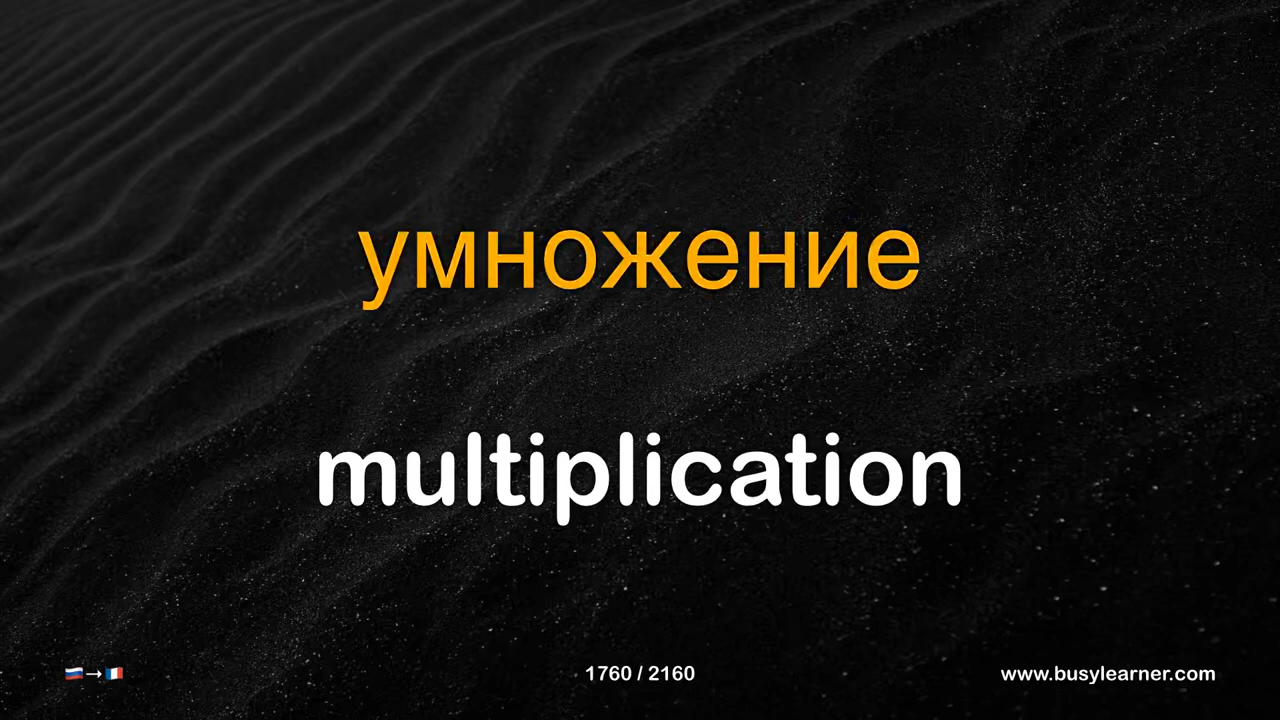 умножение
multiplication
🇷🇺→🇫🇷
1760 / 2160
www.busylearner.com